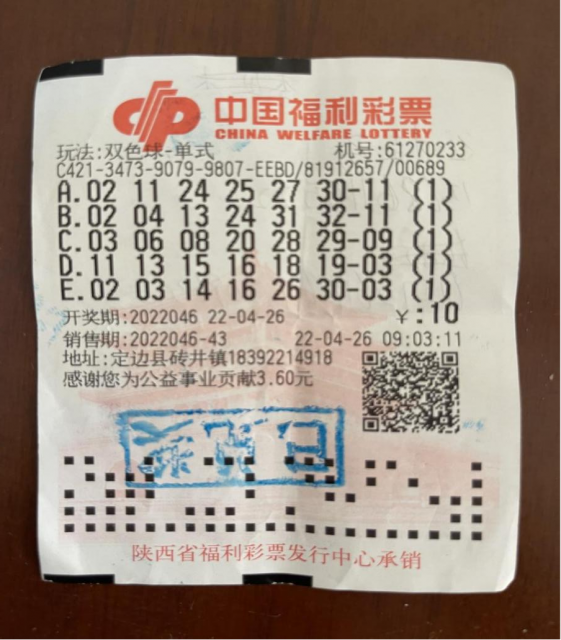 中国福利彩票
CHINA WELFARE LOTTERY
玩法:双色球-单式 机号:61270233
C421-3473-9079-9807-EEBD/81912657/00689
A.02 11 24 25 27 30-11 (1)
B.02 04 13 24 31 32-11 (1)
C.03 06 08 20 28 29-09 (1)
D.11 13 15 16 18 19-03 (1)
E.02 03 14 16 26 30-03 (1)
开奖期:2022046 22-04-26 ￥:10
销售期:2022046-43 22-04-26 09:03:11
地址:定边县砖井镇18392214918
感谢您为公益事业贡献3.60元
已兑奖
陕西省福利彩票发行中心承销